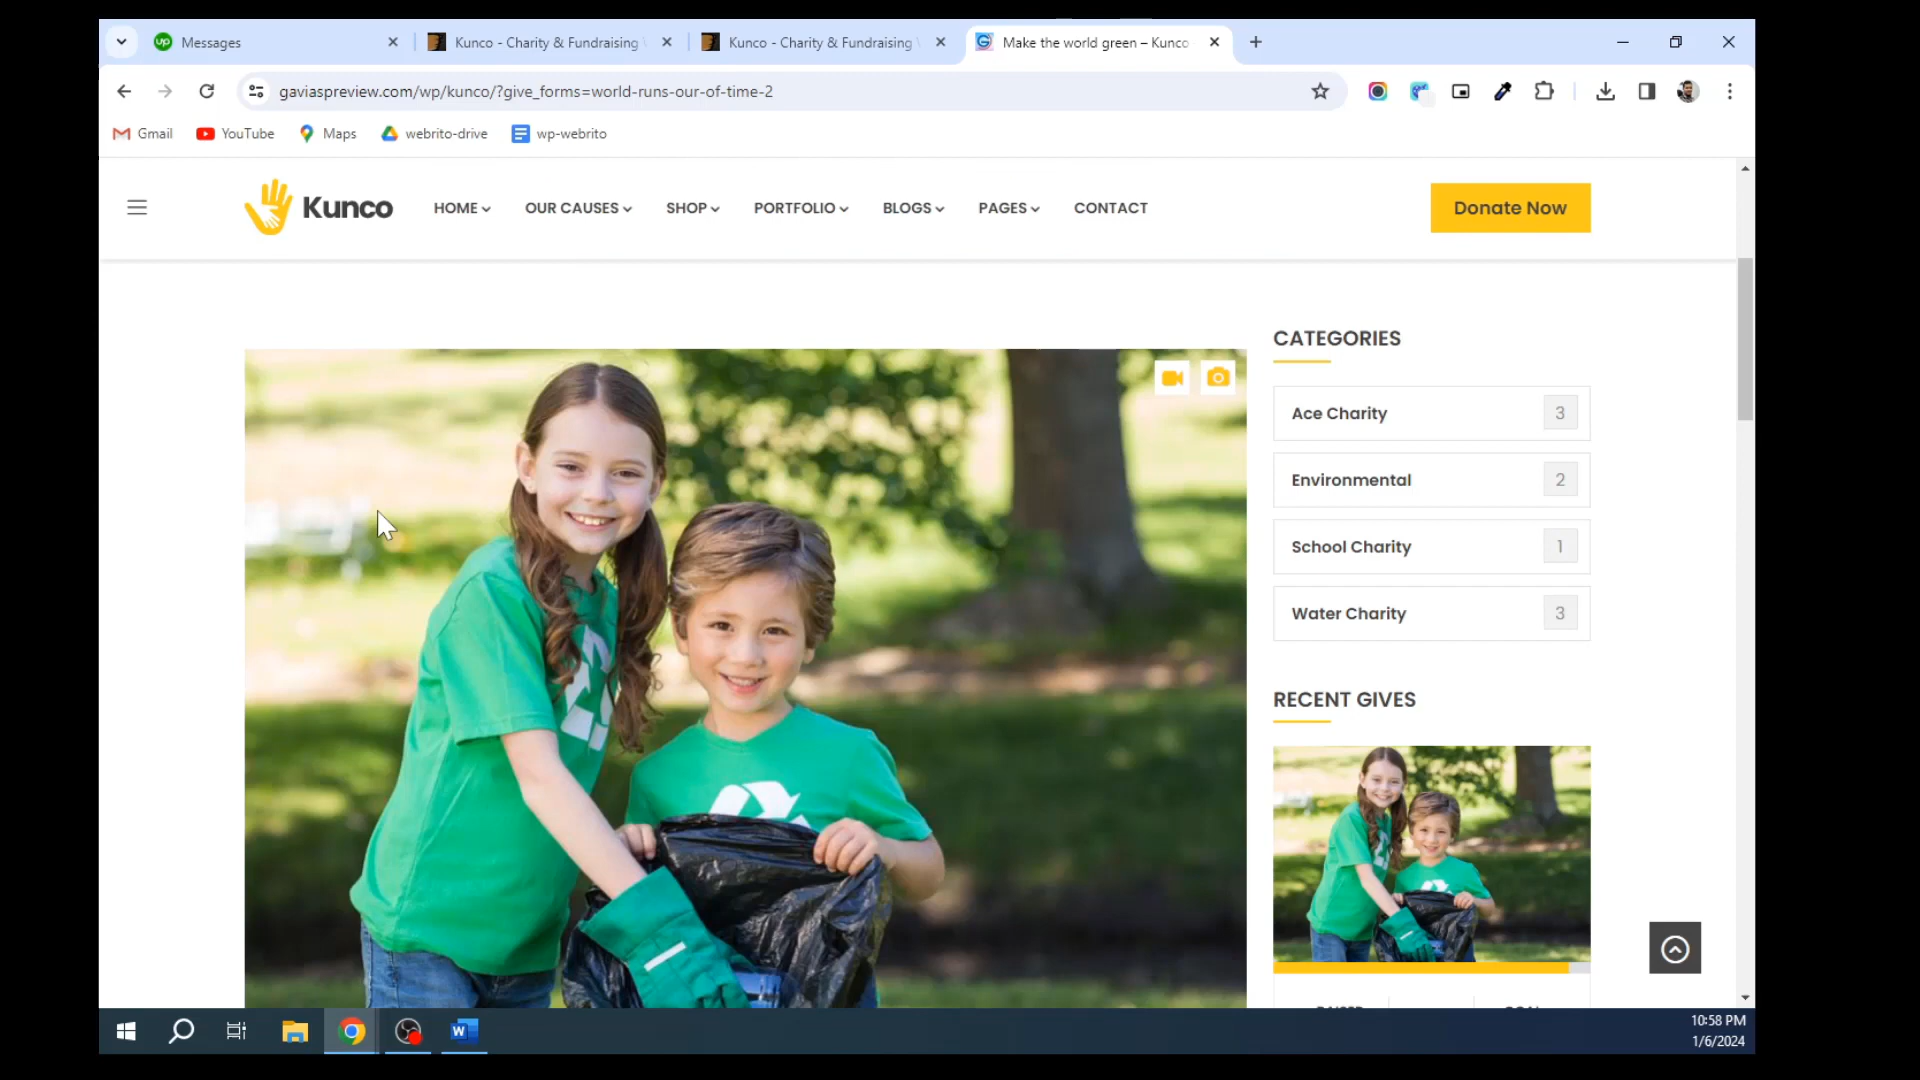 Messages
Kunco - Charity & Fundraising
Kunco - Charity & Fundraising
Make the world green – Kunco
gaviaspreview.com/wp/kunco/?give_forms=world-runs-our-of-time-2
Gmail
YouTube
Maps
webrito-drive
wp-webrito
Kunco
HOME
OUR CAUSES
SHOP
PORTFOLIO
BLOGS
PAGES
CONTACT
Donate Now
CATEGORIES
Ace Charity 3
Environmental 2
School Charity 1
Water Charity 3
RECENT GIVES
10:58 PM
1/6/2024